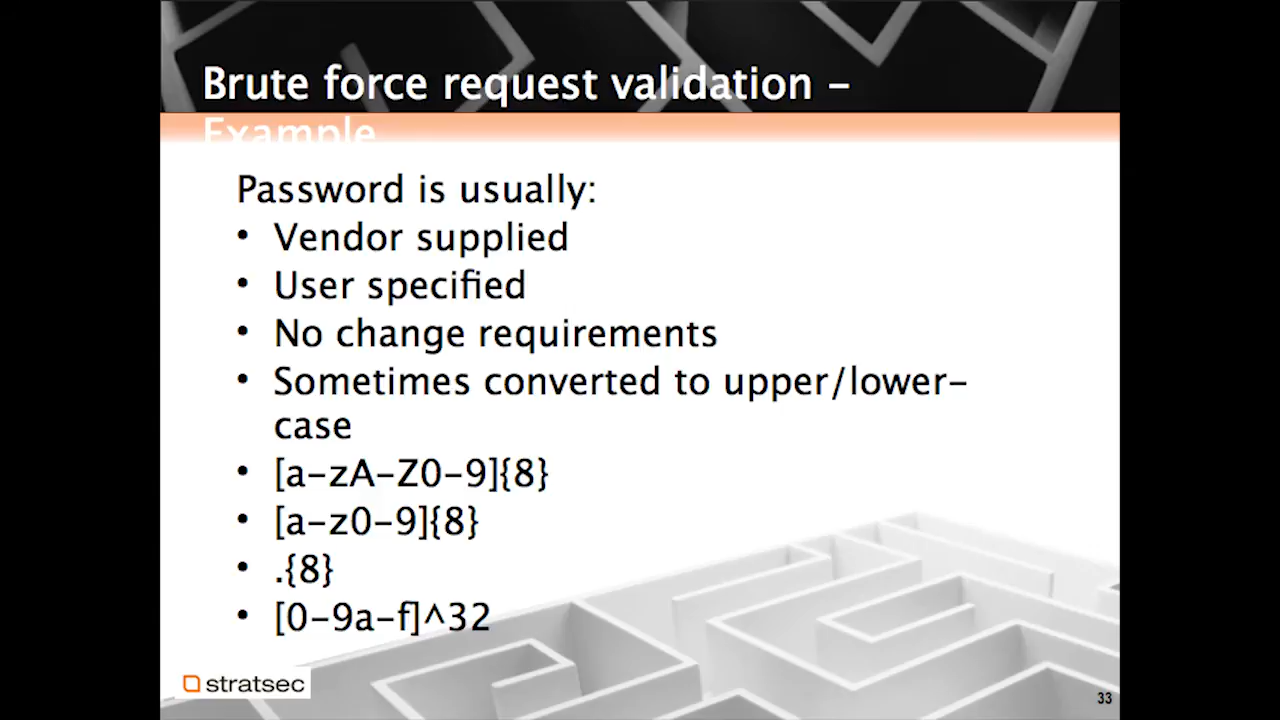 Brute force request validation –
Example
Password is usually:
• Vendor supplied
• User specified
• No change requirements
• Sometimes converted to upper/lower-
case
• [a-zA-Z0-9]{8}
• [a-z0-9]{8}
• .{8}
• [0-9a-f]^32
stratsec
33